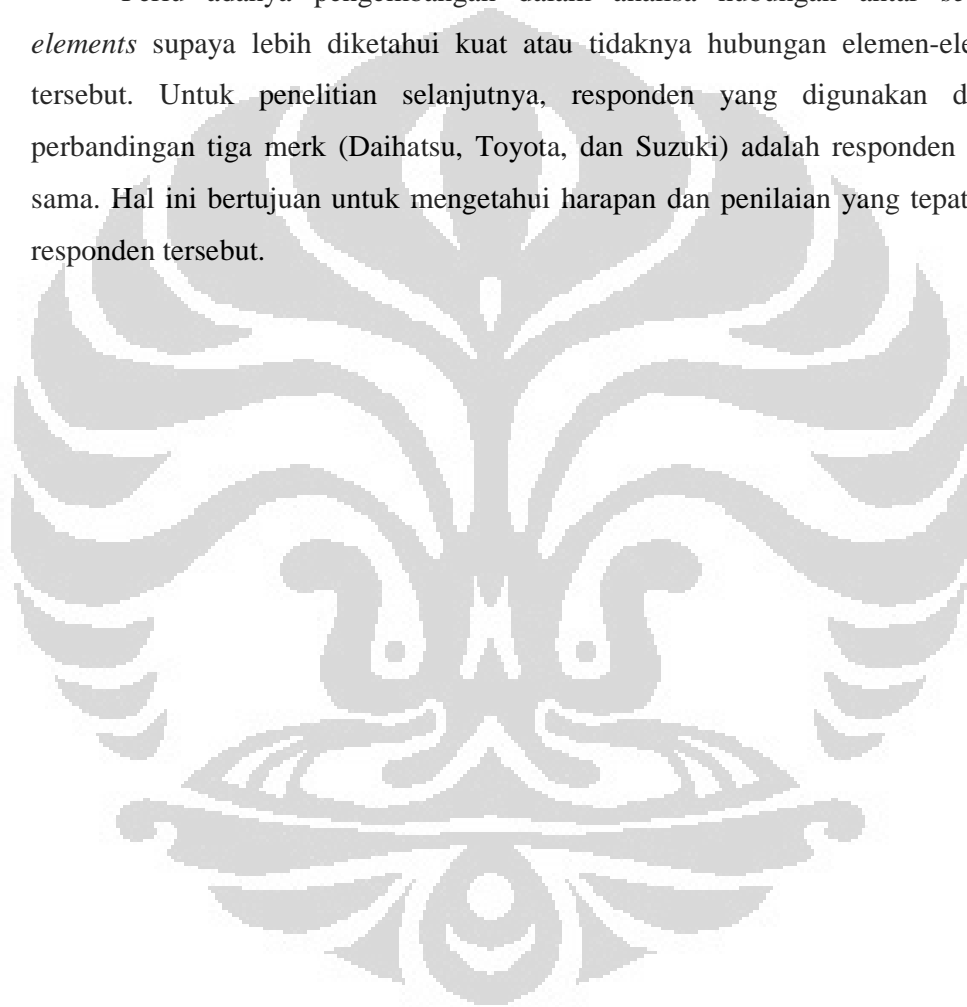 adanya pengembangan dalam analisa hubungan antar
elements supaya lebih diketahui kuat atau tidaknya hubungan
tersebut. Untuk penelitian selanjutnya, responden yang digunakan
perbandingan tiga merk (Daihatsu, Toyota, dan Suzuki) adalah responden
sama. Hal ini bertujuan untuk mengetahui harapan dan penilaian yang tepat
responden tersebut.